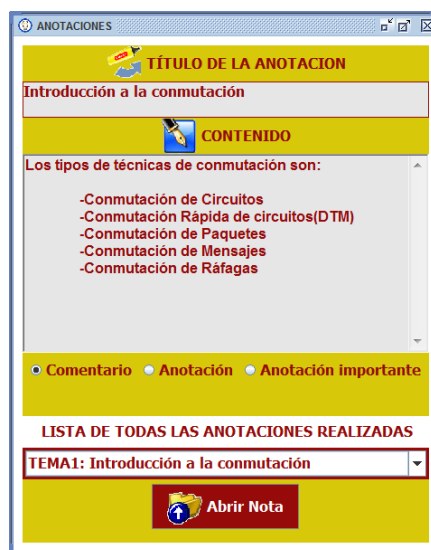 ANOTACIONES
TÍTULO DE LA ANOTACION
Introducción a la conmutación
CONTENIDO
Los tipos de técnicas de conmutación son:
-Conmutación de Circuitos
-Conmutación Rápida de circuitos(DTM)
-Conmutación de Paquetes
-Conmutación de Mensajes
-Conmutación de Ráfagas
Comentario Anotación Anotación importante
LISTA DE TODAS LAS ANOTACIONES REALIZADAS
TEMA1: Introducción a la conmutación
Abrir Nota